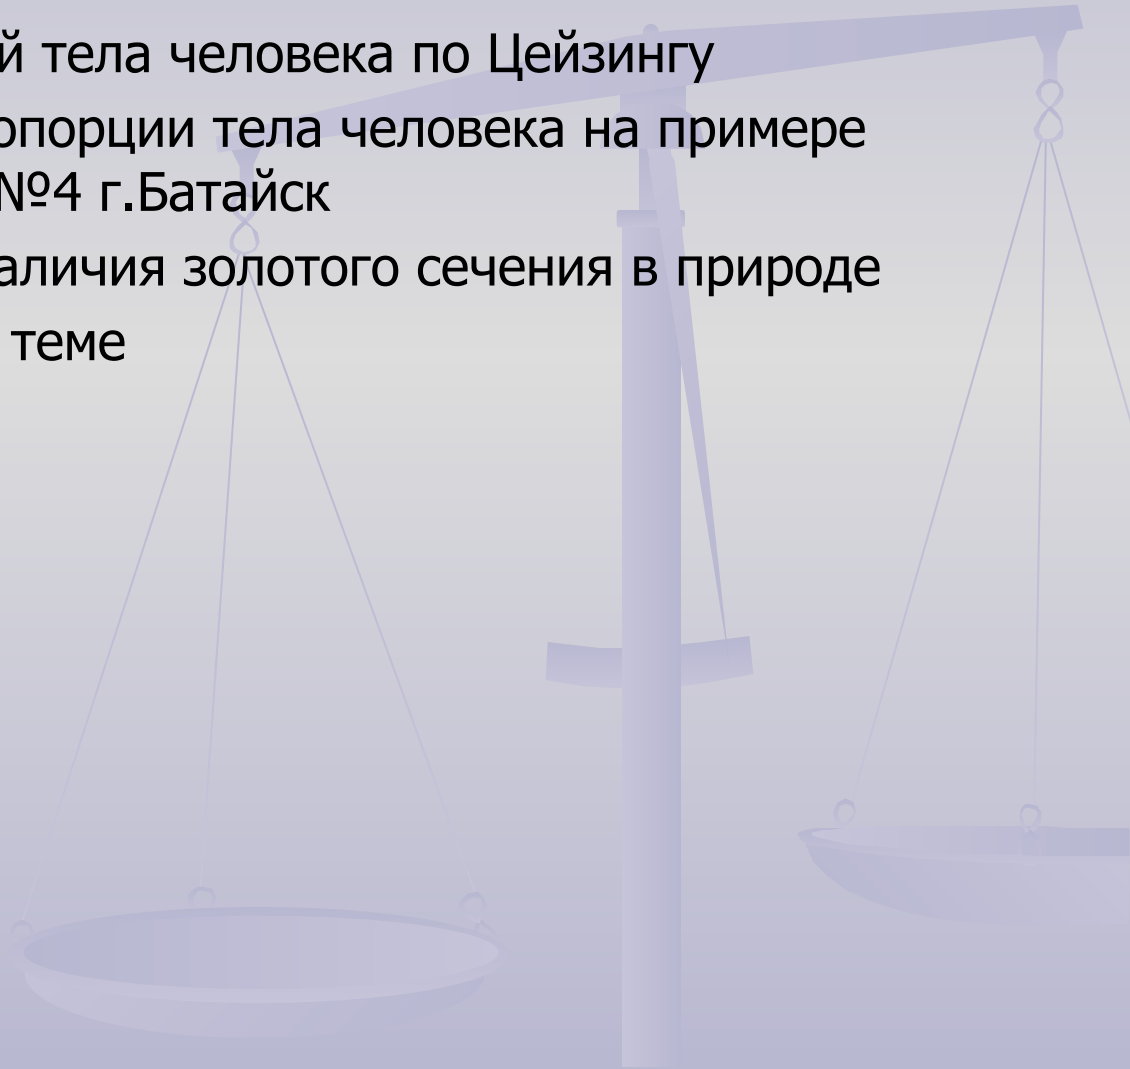 й тела человека по Цейзингу
опорции тела человека на примере
№4 г.Батайск
аличия золотого сечения в природе
теме